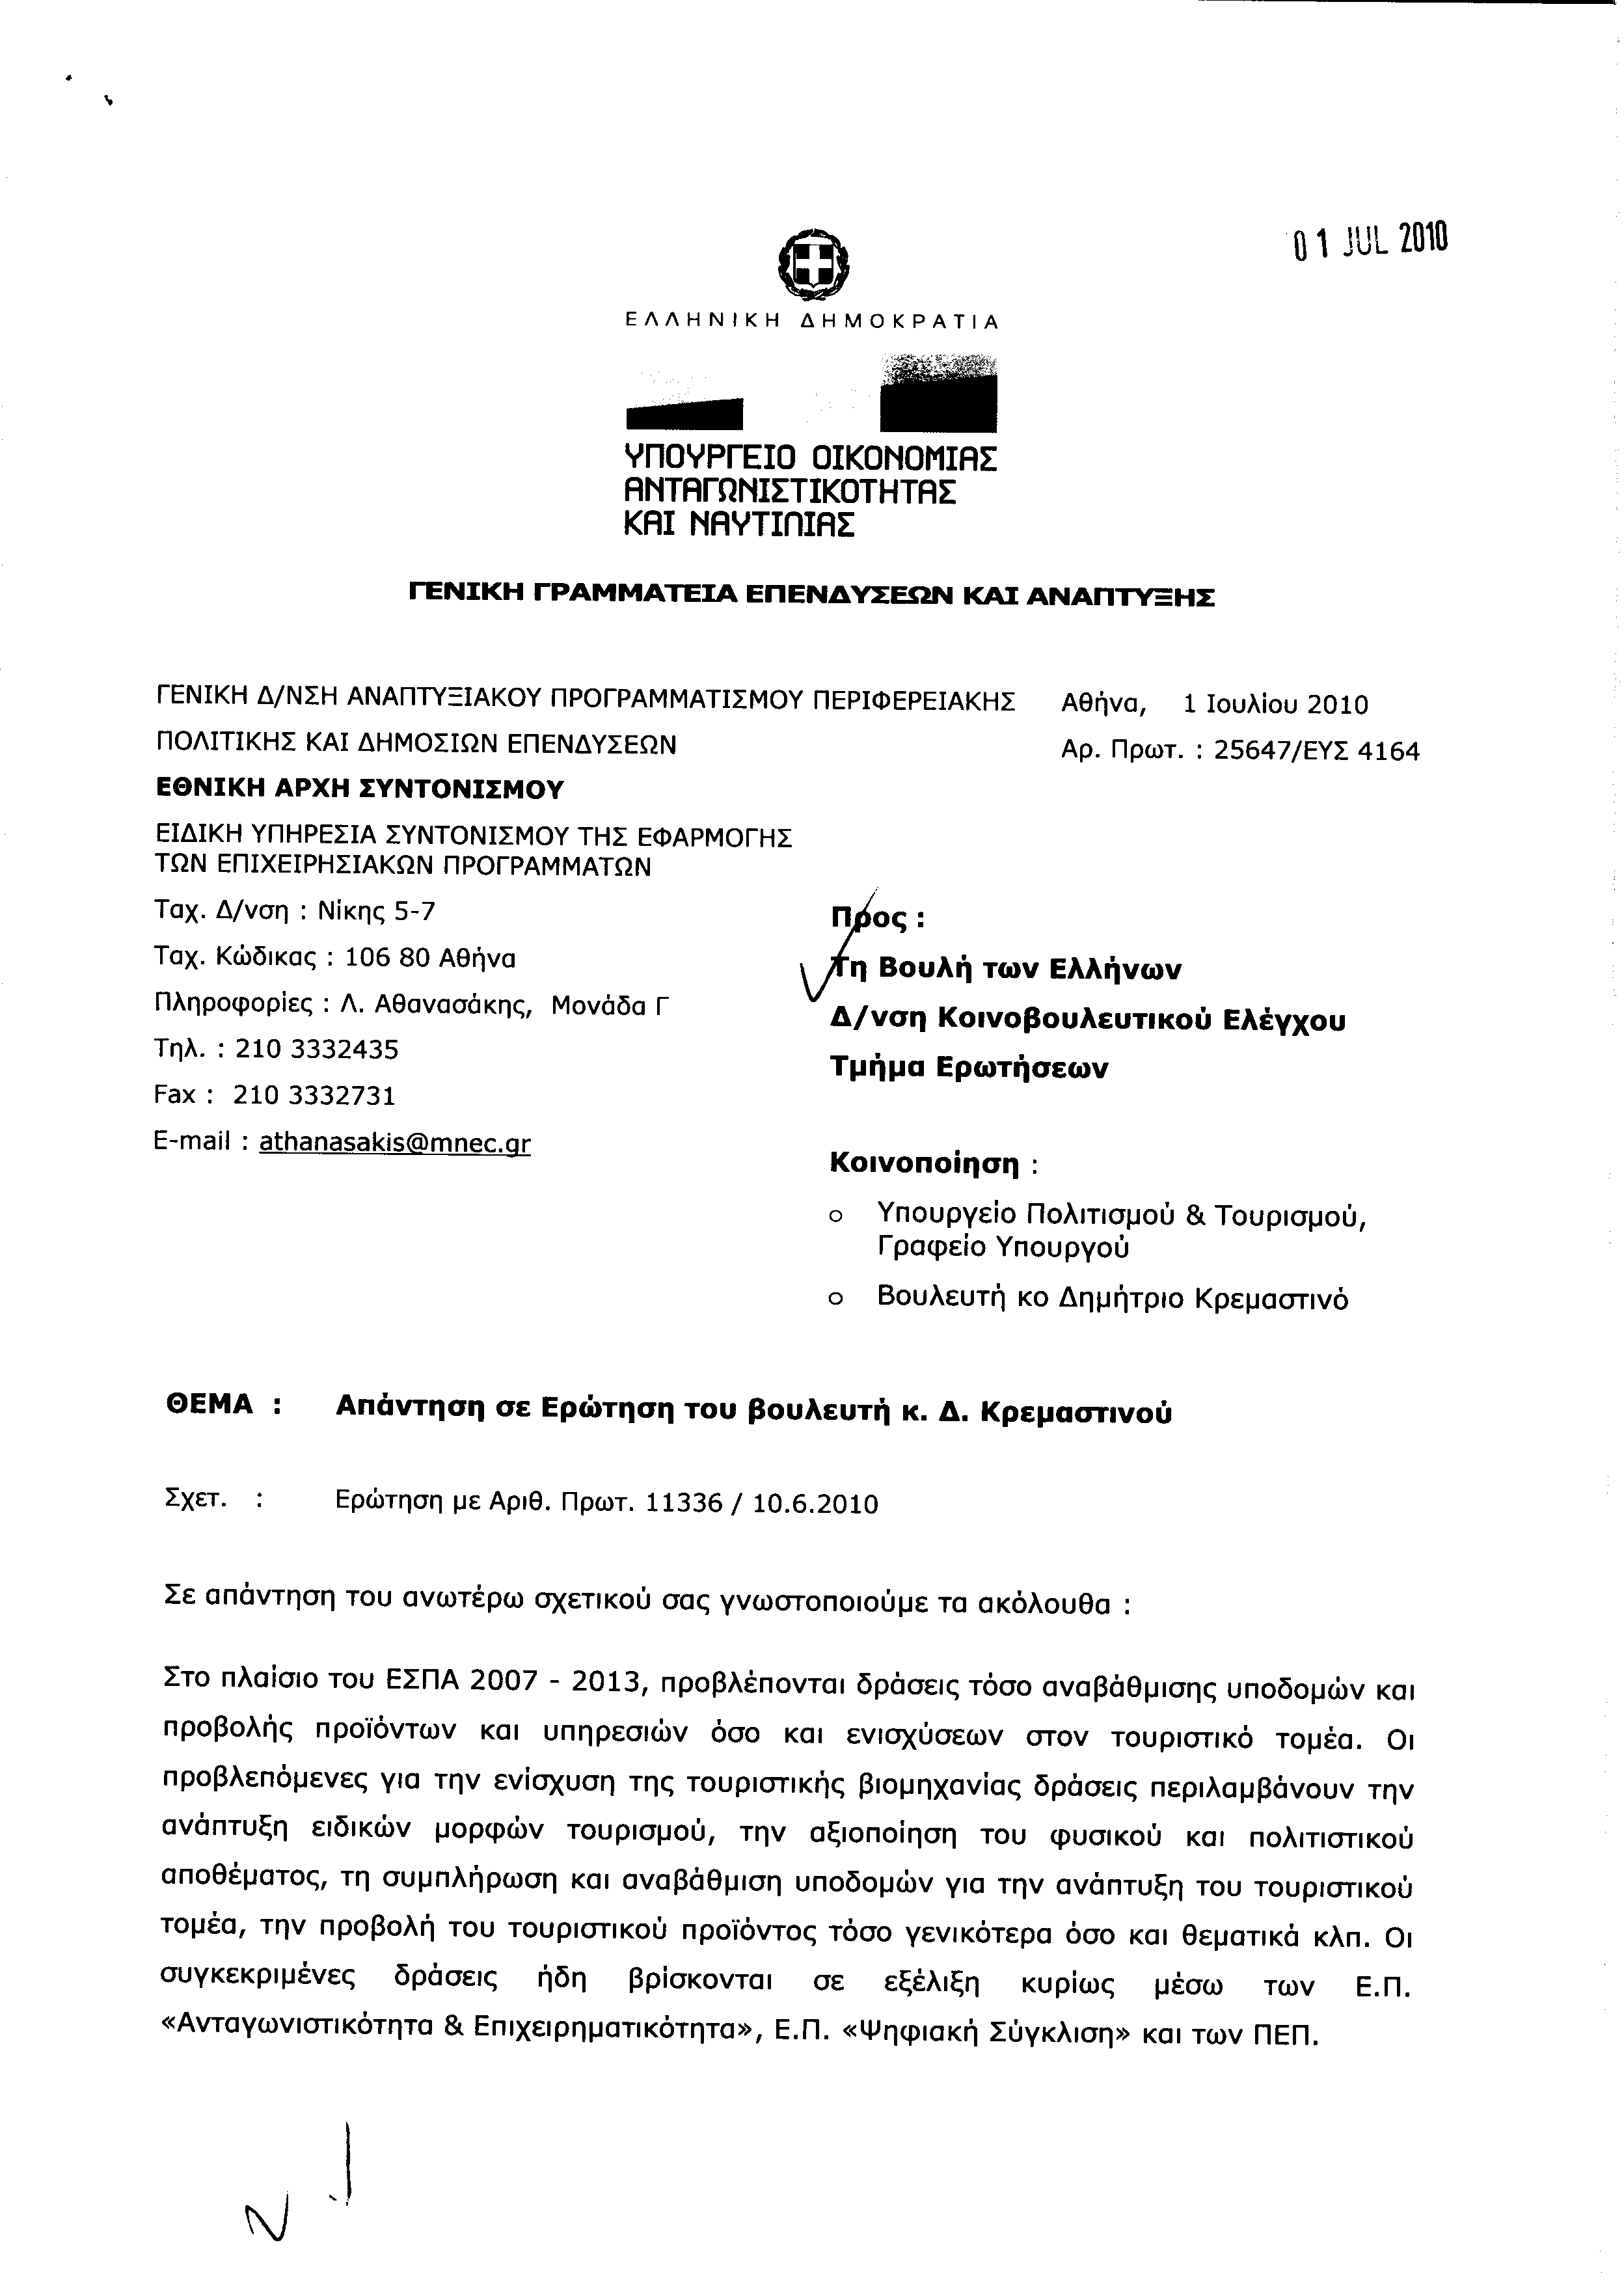 01 JUL 2010
ΕΛΛΗΝΙΚΗ ΔΗΜΟΚΡΑΤΙΑ
ΥΠΟΥΡΓΕΙΟ ΟΙΚΟΝΟΜΙΑΣ
ΑΝΤΑΓΩΝΙΣΤΙΚΟΤΗΤΑΣ
ΚΑΙ ΝΑΥΤΙΛΙΑΣ
ΓΕΝΙΚΗ ΓΡΑΜΜΑΤΕΙΑ ΕΠΕΝΔΥΣΕΩΝ ΚΑΙ ΑΝΑΠΤΥΞΗΣ
ΓΕΝΙΚΗ Δ/ΝΣΗ ΑΝΑΠΤΥΞΙΑΚΟΥ ΠΡΟΓΡΑΜΜΑΤΙΣΜΟΥ ΠΕΡΙΦΕΡΕΙΑΚΗΣ
ΠΟΛΙΤΙΚΗΣ ΚΑΙ ΔΗΜΟΣΙΩΝ ΕΠΕΝΔΥΣΕΩΝ
ΕΘΝΙΚΗ ΑΡΧΗ ΣΥΝΤΟΝΙΣΜΟΥ
ΕΙΔΙΚΗ ΥΠΗΡΕΣΙΑ ΣΥΝΤΟΝΙΣΜΟΥ ΤΗΣ ΕΦΑΡΜΟΓΗΣ
ΤΩΝ ΕΠΙΧΕΙΡΗΣΙΑΚΩΝ ΠΡΟΓΡΑΜΜΑΤΩΝ
Ταχ. Δ/νση : Νίκης 5-7
Ταχ. Κώδικας : 106 80 Αθήνα
Πληροφορίες : Λ. Αθανασάκης, Μονάδα Γ
Τηλ. : 210 3332435
Fax : 210 3332731
E-mail : athanasakis@mnec.gr
Αθήνα, 1 Ιουλίου 2010
Αρ. Πρωτ. : 25647/ΕΥΣ 4164
Προς :
Τη Βουλή των Ελλήνων
Δ/νση Κοινοβουλευτικού Ελέγχου
Τμήμα Ερωτήσεων
Κοινοποίηση :
o Υπουργείο Πολιτισμού & Τουρισμού,
Γραφείο Υπουργού
o Βουλευτή κο Δημήτριο Κρεμαστινό
ΘΕΜΑ : Απάντηση σε Ερώτηση του βουλευτή κ. Δ. Κρεμαστινού
Σχετ. : Ερώτηση με Αριθ. Πρωτ. 11336 / 10.6.2010
Σε απάντηση του ανωτέρω σχετικού σας γνωστοποιούμε τα ακόλουθα :
Στο πλαίσιο του ΕΣΠΑ 2007 - 2013, προβλέπονται δράσεις τόσο αναβάθμισης υποδομών και
προβολής προϊόντων και υπηρεσιών όσο και ενισχύσεων στον τουριστικό τομέα. Οι
προβλεπόμενες για την ενίσχυση της τουριστικής βιομηχανίας δράσεις περιλαμβάνουν την
ανάπτυξη ειδικών μορφών τουρισμού, την αξιοποίηση του φυσικού και πολιτιστικού
αποθέματος, τη συμπλήρωση και αναβάθμιση υποδομών για την ανάπτυξη του τουριστικού
τομέα, την προβολή του τουριστικού προϊόντος τόσο γενικότερα όσο και θεματικά κλπ. Οι
συγκεκριμένες δράσεις ήδη βρίσκονται σε εξέλιξη κυρίως μέσω των Ε.Π.
«Ανταγωνιστικότητα & Επιχειρηματικότητα», Ε.Π. «Ψηφιακή Σύγκλιση» και των ΠΕΠ.